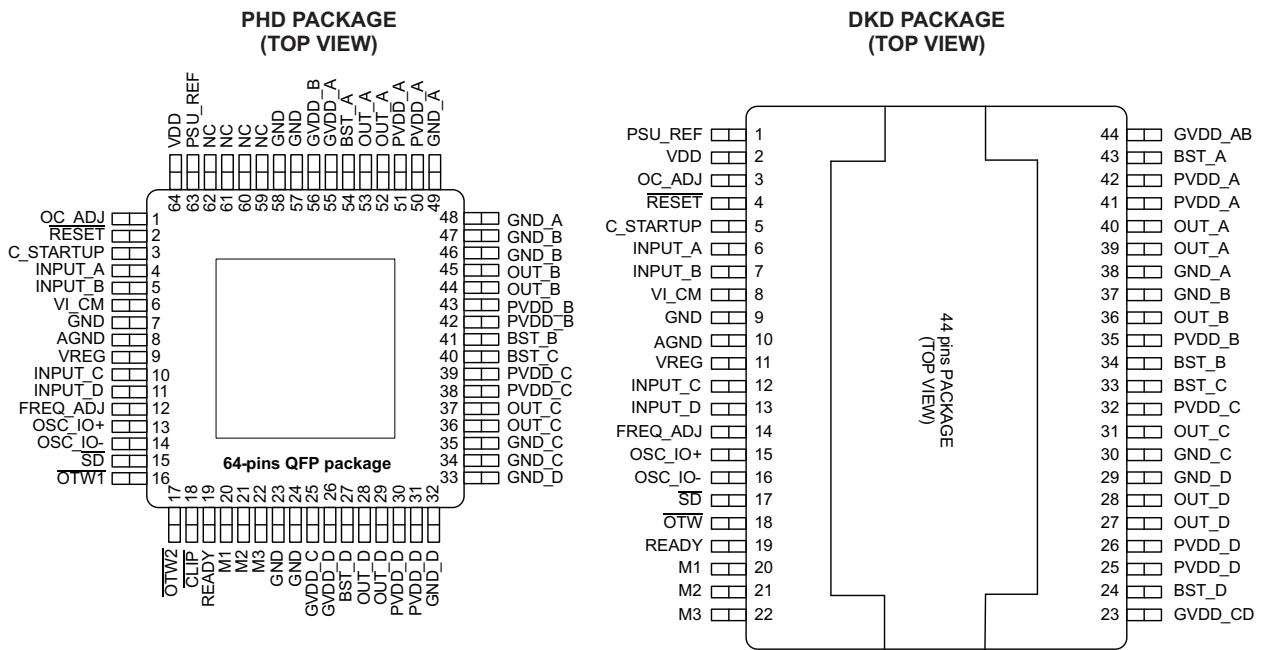 PHD PACKAGE
(TOP VIEW)
VDD
PSU_REF
NC
NC
NC
NC
GND
GND
GVDD_B
GVDD_A
BST_A
OUT_A
OUT_A
PVDD_A
PVDD_A
GND_A
64
63
62
61
60
59
58
57
56
55
54
53
52
51
50
49
OC_ADJ 1
RESET 2
C_STARTUP 3
INPUT_A 4
INPUT_B 5
VI_CM 6
GND 7
AGND 8
VREG 9
INPUT_C 10
INPUT_D 11
FREQ_ADJ 12
OSC_IO+ 13
OSC_IO- 14
SD 15
OTW1 16
48 GND_A
47 GND_B
46 GND_B
45 OUT_B
44 OUT_B
43 PVDD_B
42 PVDD_B
41 BST_B
40 BST_C
39 PVDD_C
38 PVDD_C
37 OUT_C
36 OUT_C
35 GND_C
34 GND_C
33 GND_D
64-pins QFP package
17
18
19
20
21
22
23
24
25
26
27
28
29
30
31
32
OTW2
CLIP
READY
M1
M2
M3
GND
GND
GVDD_C
GVDD_D
BST_D
OUT_D
OUT_D
PVDD_D
PVDD_D
GND_D
DKD PACKAGE
(TOP VIEW)
PSU_REF 1
VDD 2
OC_ADJ 3
RESET 4
C_STARTUP 5
INPUT_A 6
INPUT_B 7
VI_CM 8
GND 9
AGND 10
VREG 11
INPUT_C 12
INPUT_D 13
FREQ_ADJ 14
OSC_IO+ 15
OSC_IO- 16
SD 17
OTW 18
READY 19
M1 20
M2 21
M3 22
44 pins PACKAGE
(TOP VIEW)
44 GVDD_AB
43 BST_A
42 PVDD_A
41 PVDD_A
40 OUT_A
39 OUT_A
38 GND_A
37 GND_B
36 OUT_B
35 PVDD_B
34 BST_B
33 BST_C
32 PVDD_C
31 OUT_C
30 GND_C
29 GND_D
28 OUT_D
27 OUT_D
26 PVDD_D
25 PVDD_D
24 BST_D
23 GVDD_CD